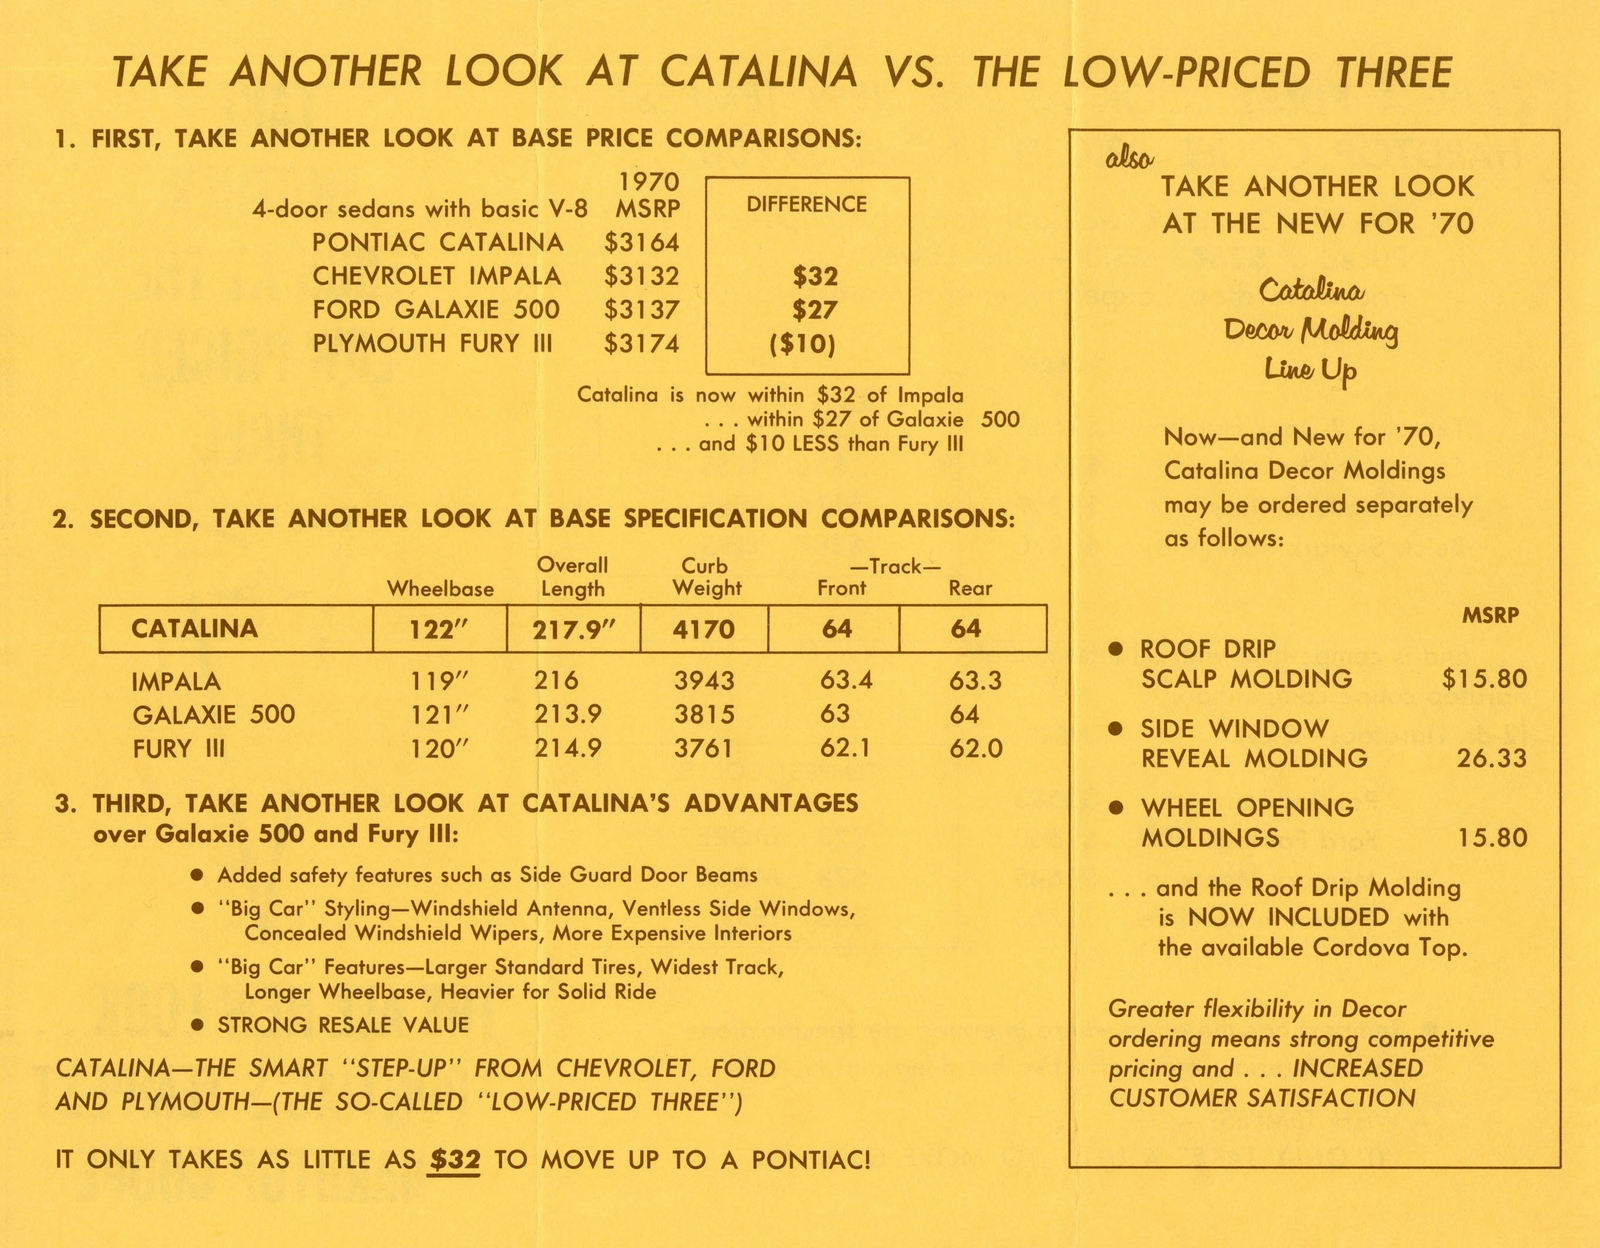 TAKE ANOTHER LOOK AT CATALINA VS. THE LOW-PRICED THREE
1. FIRST, TAKE ANOTHER LOOK AT BASE PRICE COMPARISONS:
1970
4-door sedans with basic V-8 MSRP DIFFERENCE
PONTIAC CATALINA $3164
CHEVROLET IMPALA $3132 $32
FORD GALAXIE 500 $3137 $27
PLYMOUTH FURY III $3174 ($10)
Catalina is now within $32 of Impala
. . . within $27 of Galaxie 500
. . . and $10 LESS than Fury III
2. SECOND, TAKE ANOTHER LOOK AT BASE SPECIFICATION COMPARISONS:
Overall Curb —Track—
Wheelbase Length Weight Front Rear
CATALINA 122″ 217.9″ 4170 64 64
IMPALA 119″ 216 3943 63.4 63.3
GALAXIE 500 121″ 213.9 3815 63 64
FURY III 120″ 214.9 3761 62.1 62.0
3. THIRD, TAKE ANOTHER LOOK AT CATALINA'S ADVANTAGES
over Galaxie 500 and Fury III:
● Added safety features such as Side Guard Door Beams
● "Big Car" Styling—Windshield Antenna, Ventless Side Windows,
Concealed Windshield Wipers, More Expensive Interiors
● "Big Car" Features—Larger Standard Tires, Widest Track,
Longer Wheelbase, Heavier for Solid Ride
● STRONG RESALE VALUE
CATALINA—THE SMART "STEP-UP" FROM CHEVROLET, FORD
AND PLYMOUTH—(THE SO-CALLED "LOW-PRICED THREE")
IT ONLY TAKES AS LITTLE AS $32 TO MOVE UP TO A PONTIAC!
also
TAKE ANOTHER LOOK
AT THE NEW FOR '70
Catalina
Decor Molding
Line Up
Now—and New for '70,
Catalina Decor Moldings
may be ordered separately
as follows:
MSRP
● ROOF DRIP
SCALP MOLDING $15.80
● SIDE WINDOW
REVEAL MOLDING 26.33
● WHEEL OPENING
MOLDINGS 15.80
. . . and the Roof Drip Molding
is NOW INCLUDED with
the available Cordova Top.
Greater flexibility in Decor
ordering means strong competitive
pricing and . . . INCREASED
CUSTOMER SATISFACTION